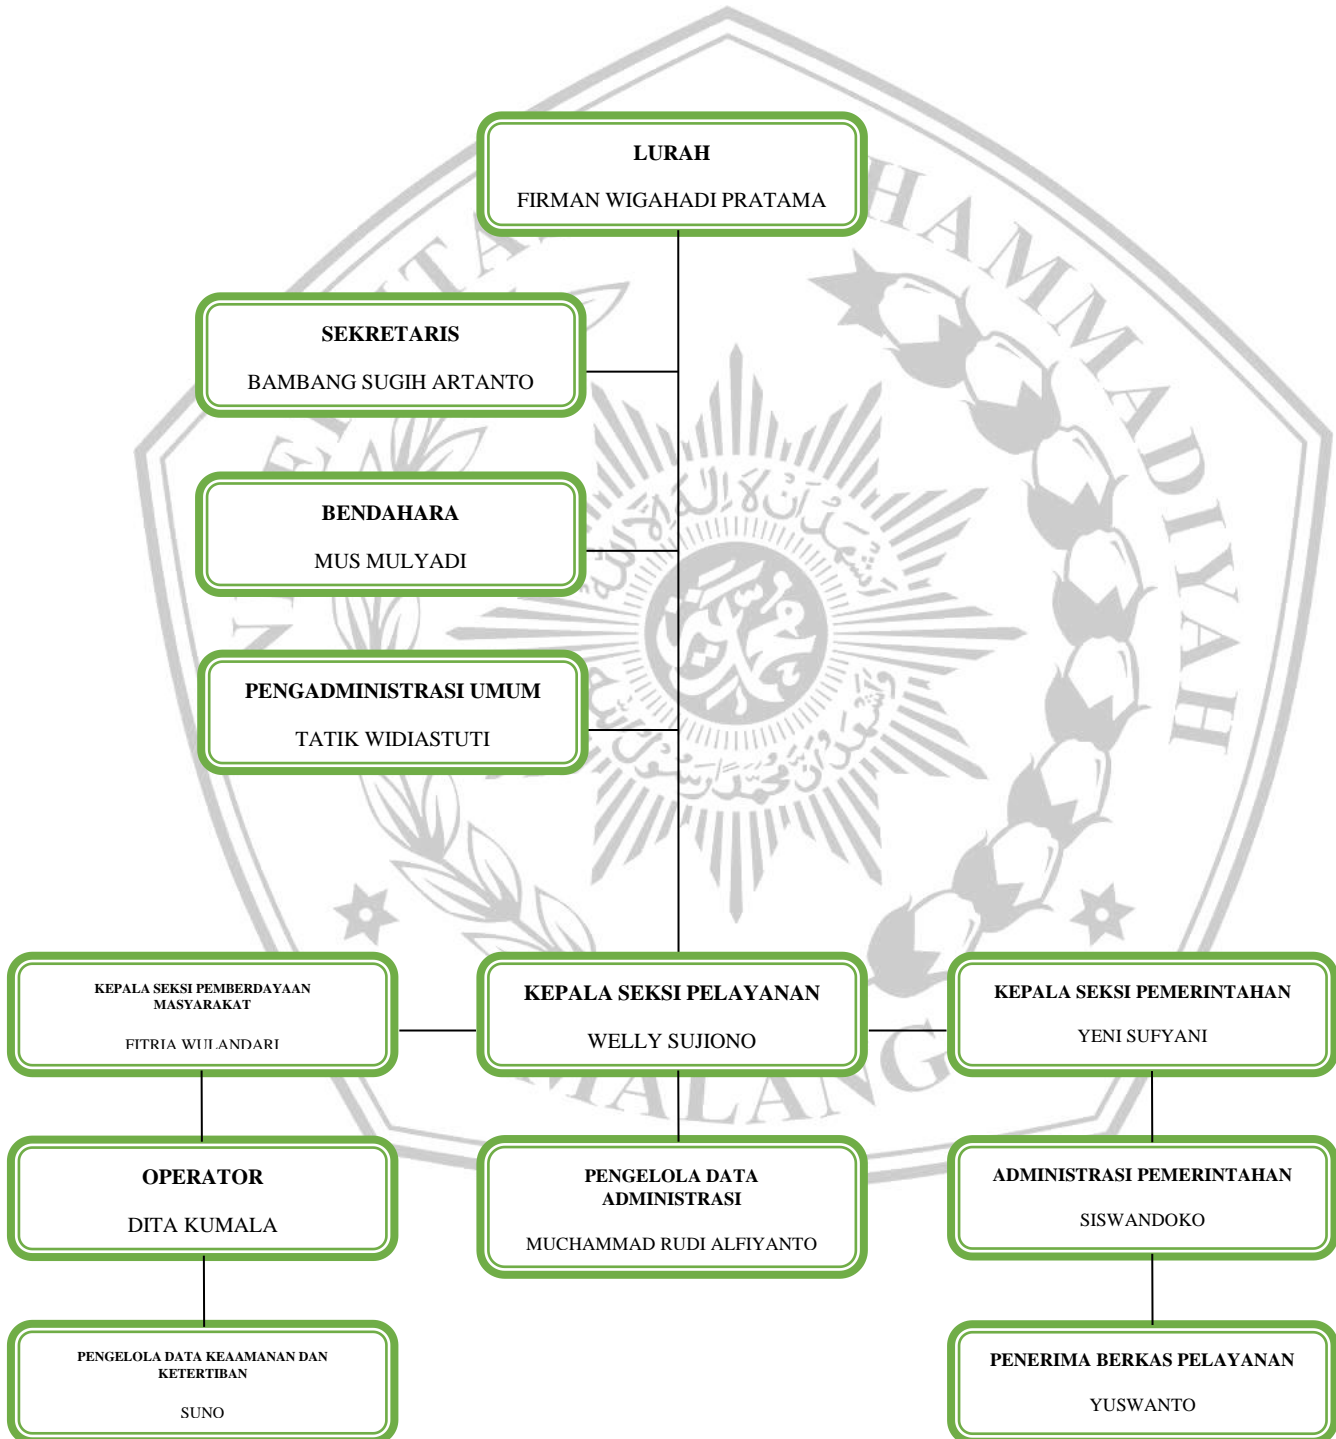 LURAH
FIRMAN WIGAHADI PRATAMA
SEKRETARIS
BAMBANG SUGIH ARTANTO
BENDAHARA
MUS MULYADI
PENGADMINISTRASI UMUM
TATIK WIDIASTUTI
KEPALA SEKSI PEMBERDAYAAN
MASYARAKAT
FITRIA WULANDARI
KEPALA SEKSI PELAYANAN
WELLY SUJIONO
KEPALA SEKSI PEMERINTAHAN
YENI SUFYANI
OPERATOR
DITA KUMALA
PENGELOLA DATA
ADMINISTRASI
MUCHAMMAD RUDI ALFIYANTO
ADMINISTRASI PEMERINTAHAN
SISWANDOKO
PENGELOLA DATA KEAAMANAN DAN
KETERTIBAN
SUNO
PENERIMA BERKAS PELAYANAN
YUSWANTO
MALANG